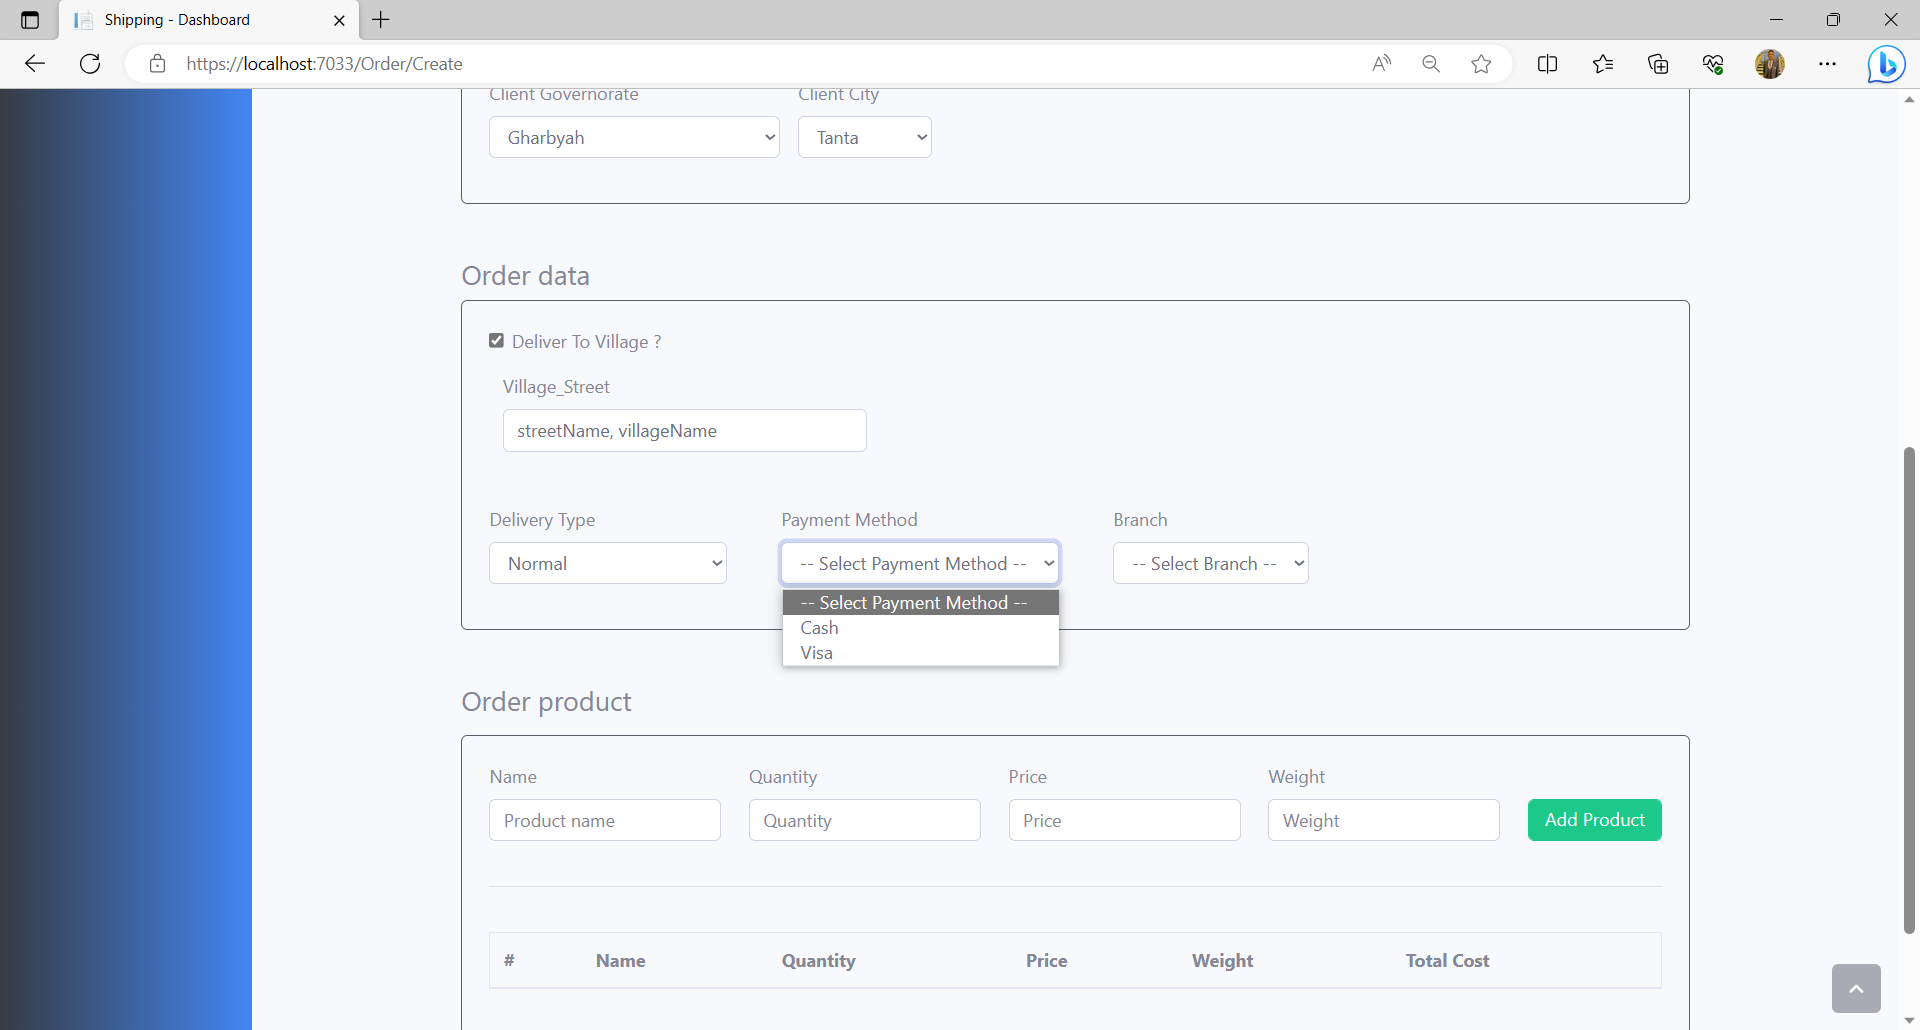 Shipping - Dashboard
https://localhost:7033/Order/Create
Client Governorate Client City
Gharbyah Tanta
Order data
Deliver To Village ?
Village_Street
streetName, villageName
Delivery Type Payment Method Branch
Normal -- Select Payment Method -- -- Select Branch --
-- Select Payment Method --
Cash
Visa
Order product
Name Quantity Price Weight
Product name Quantity Price Weight Add Product
# Name Quantity Price Weight Total Cost